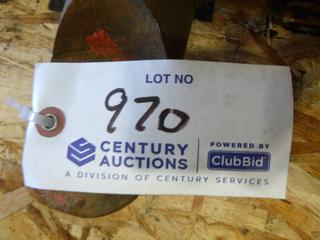 LOT NO
970
CENTURY AUCTIONS
POWERED BY
ClubBid
A DIVISION OF CENTURY SERVICES